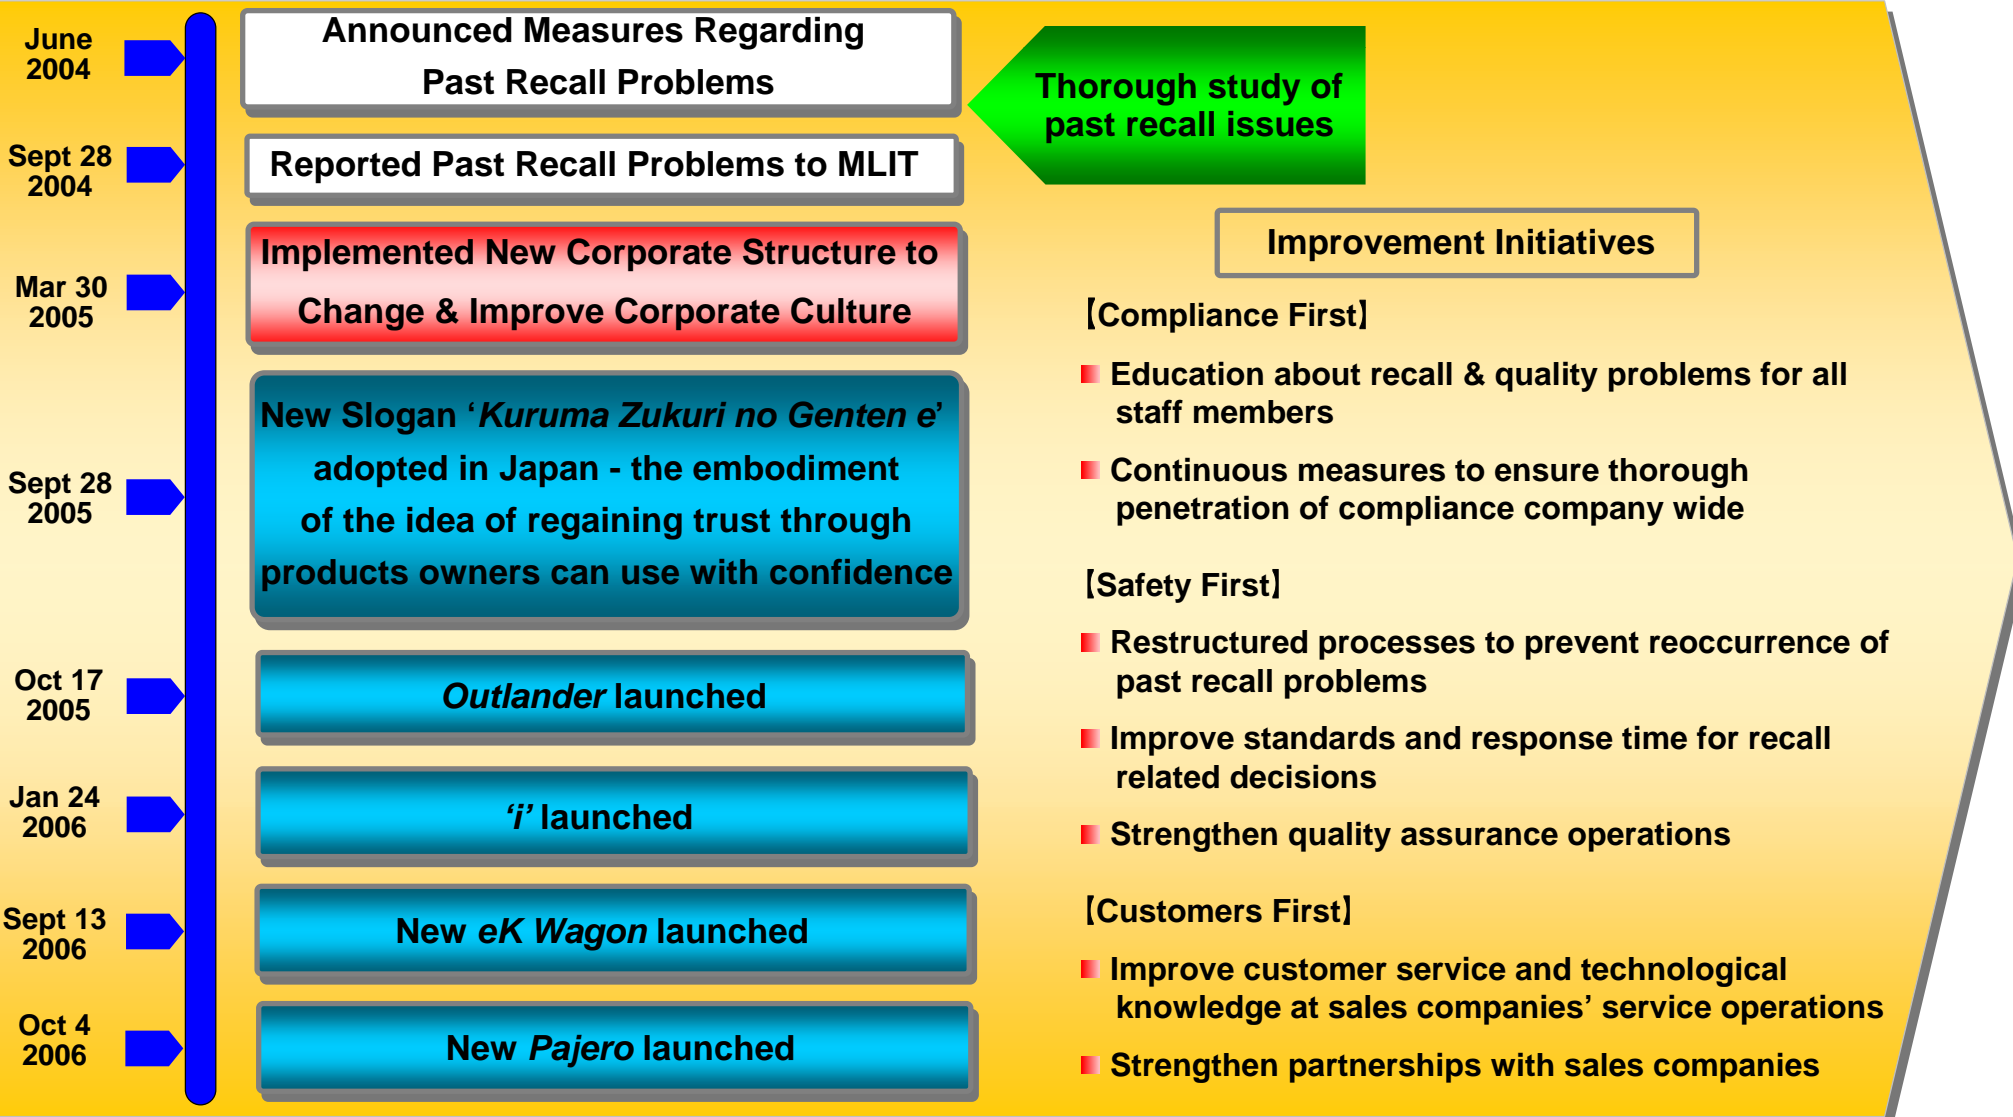 June
2004
Announced Measures Regarding
Past Recall Problems
Thorough study of
past recall issues
Sept 28
2004
Reported Past Recall Problems to MLIT
Mar 30
2005
Implemented New Corporate Structure to
Change & Improve Corporate Culture
Sept 28
2005
New Slogan ‘Kuruma Zukuri no Genten e’
adopted in Japan - the embodiment
of the idea of regaining trust through
products owners can use with confidence
Oct 17
2005
Outlander launched
Jan 24
2006
‘i’ launched
Sept 13
2006
New eK Wagon launched
Oct 4
2006
New Pajero launched
Improvement Initiatives
【Compliance First】
Education about recall & quality problems for all
staff members
Continuous measures to ensure thorough
penetration of compliance company wide
【Safety First】
Restructured processes to prevent reoccurrence of
past recall problems
Improve standards and response time for recall
related decisions
Strengthen quality assurance operations
【Customers First】
Improve customer service and technological
knowledge at sales companies’ service operations
Strengthen partnerships with sales companies